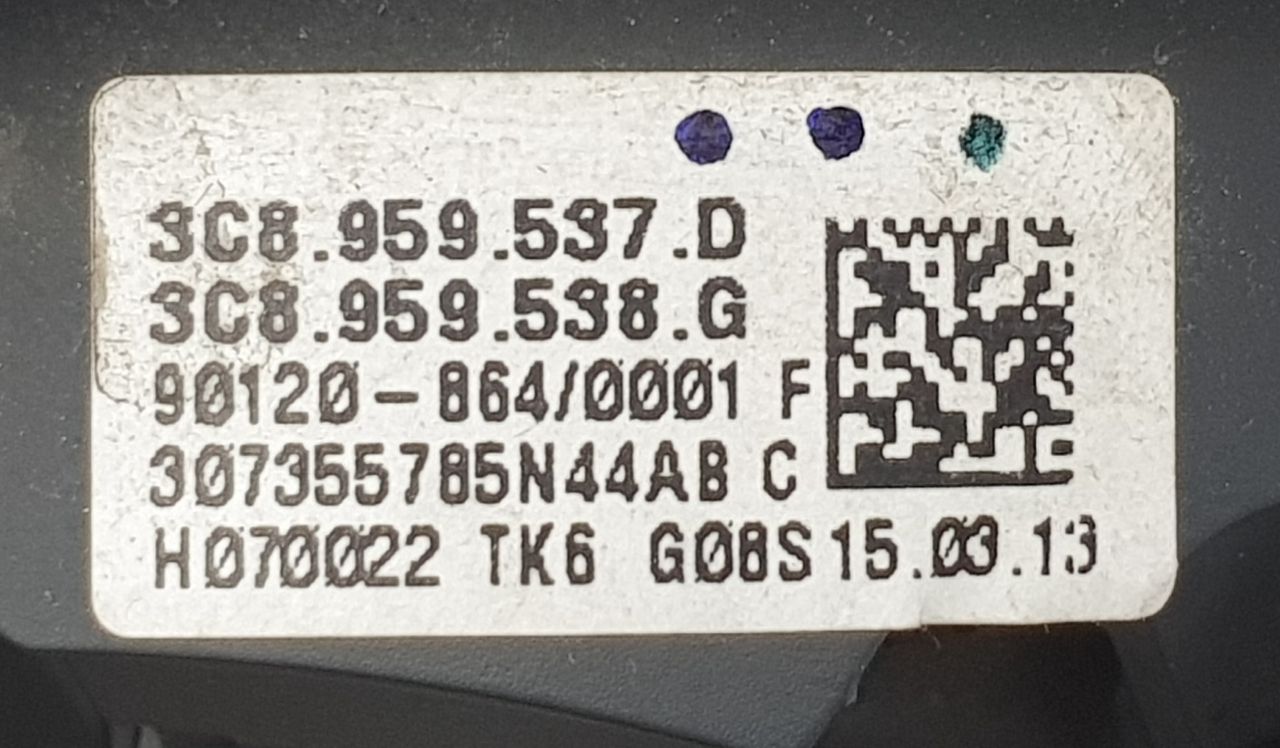 3C8.959.537.D
3C8.959.538.G
90120-864/0001 F
307355785N44AB C
H070022 TK6 G08S 15.03.13